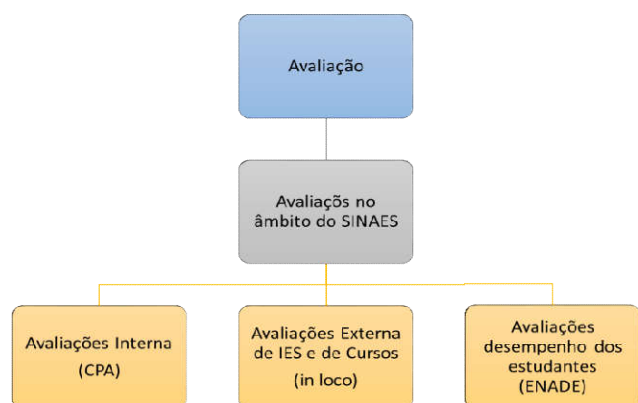 Avaliação
Avaliaçõs no
âmbito do SINAES
Avaliações Interna
(CPA)
Avaliações Externa
de IES e de Cursos
(in loco)
Avaliações
desempenho dos
estudantes
(ENADE)